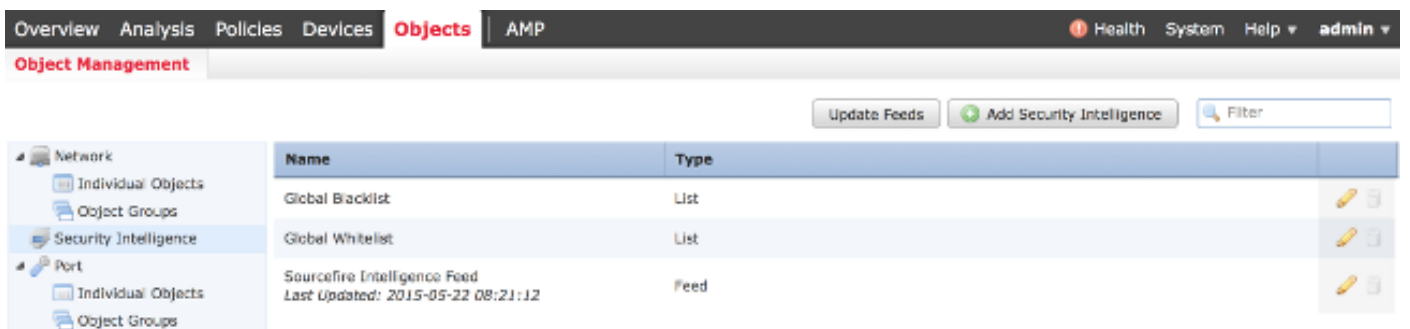 Overview Analysis Policies Devices Objects AMP Health System Help admin
Object Management
Update Feeds Add Security Intelligence Filter
Network
Individual Objects
Object Groups
Security Intelligence
Port
Individual Objects
Object Groups
Name Type
Global Blacklist List
Global Whitelist List
Sourcefire Intelligence Feed Feed
Last Updated: 2015-05-22 08:21:12